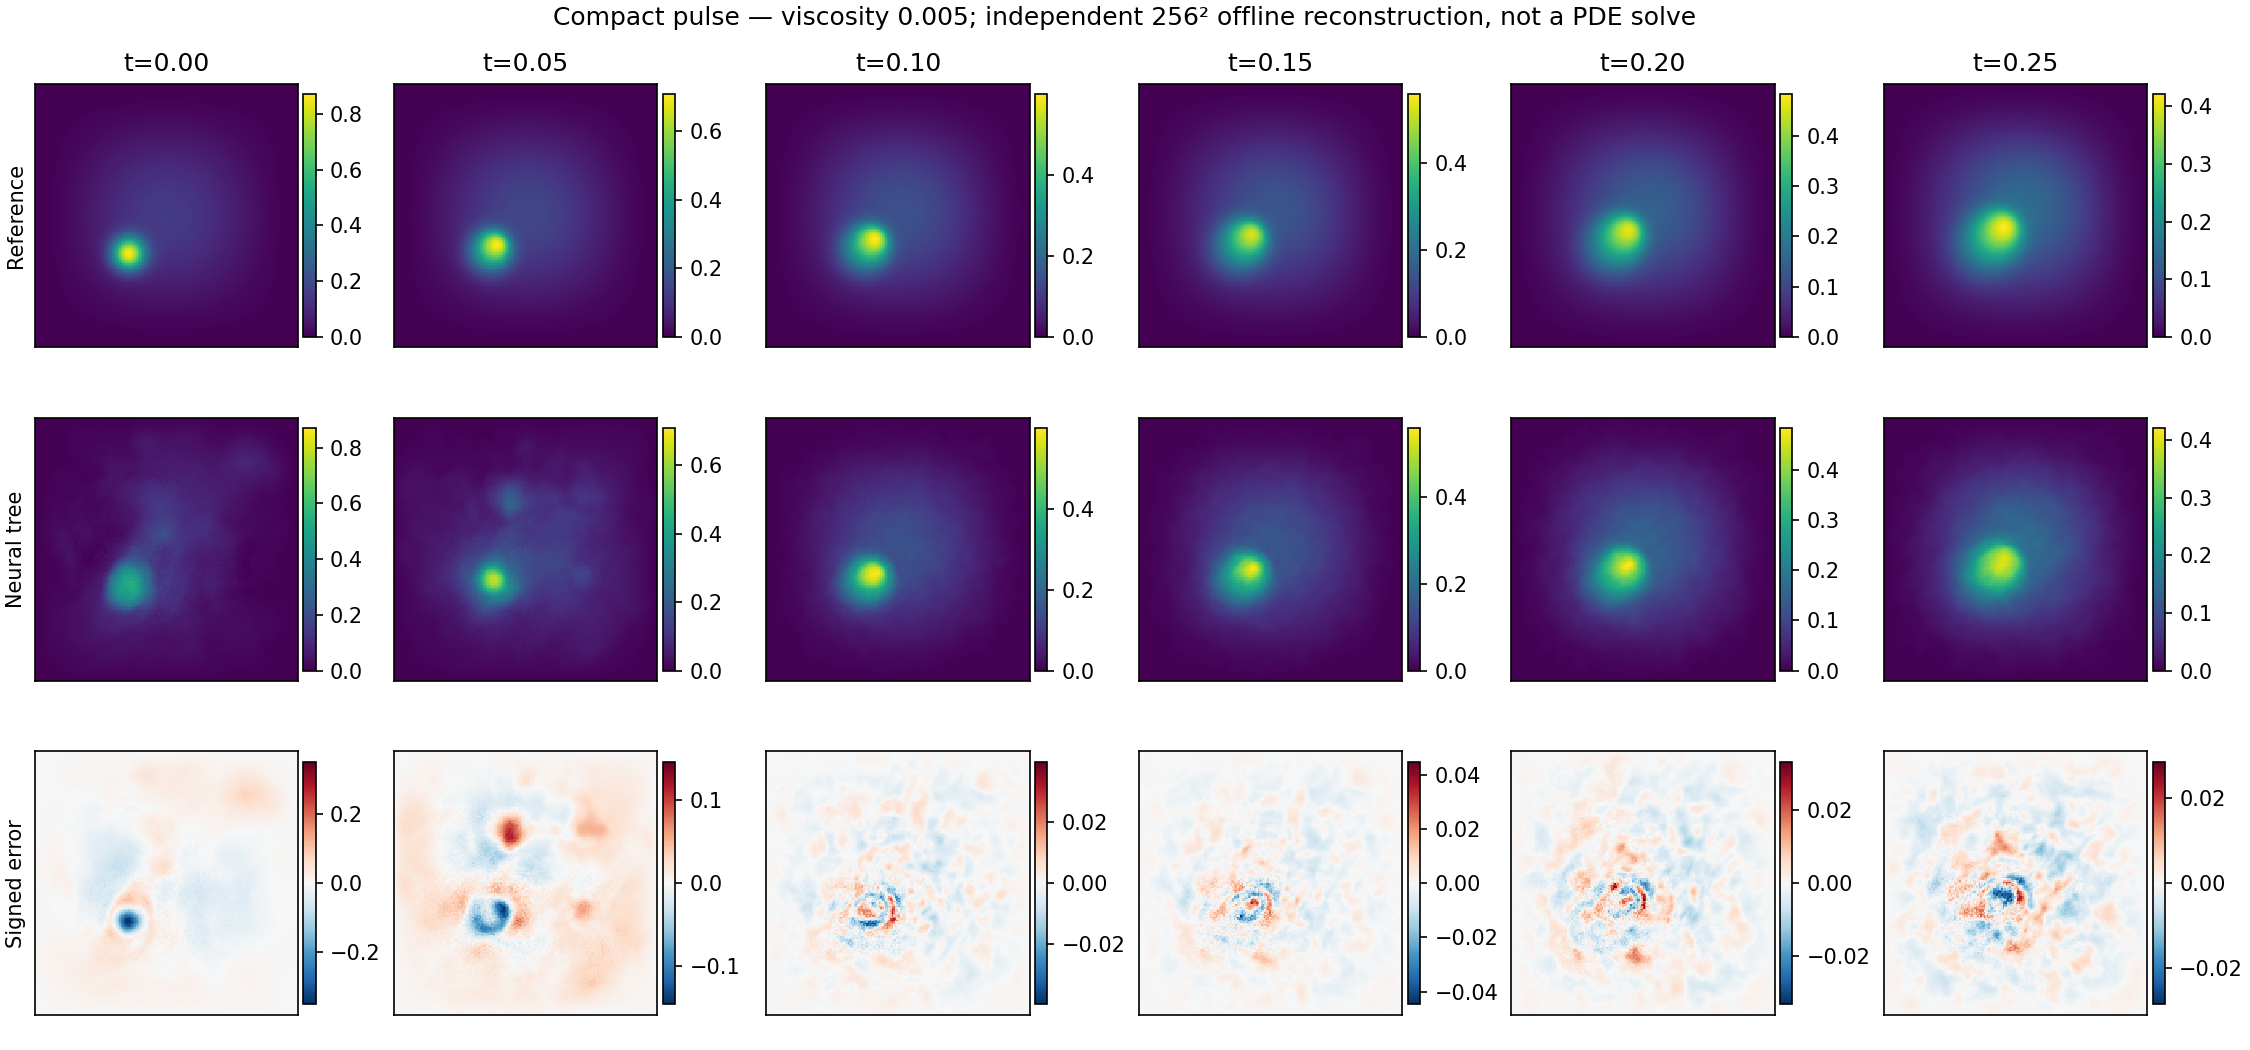 Compact pulse — viscosity 0.005; independent 256² offline reconstruction, not a PDE solve
t=0.00 t=0.05 t=0.10 t=0.15 t=0.20 t=0.25
Reference
0.8 0.6 0.4 0.2 0.0
0.6 0.4 0.2 0.0
0.4 0.2 0.0
0.4 0.2 0.0
0.4 0.3 0.2 0.1 0.0
0.4 0.3 0.2 0.1 0.0
Neural tree
0.8 0.6 0.4 0.2 0.0
0.6 0.4 0.2 0.0
0.4 0.2 0.0
0.4 0.2 0.0
0.4 0.3 0.2 0.1 0.0
0.4 0.3 0.2 0.1 0.0
Signed error
0.2 0.0 −0.2
0.1 0.0 −0.1
0.02 0.00 −0.02
0.04 0.02 0.00 −0.02 −0.04
0.02 0.00 −0.02
0.02 0.00 −0.02